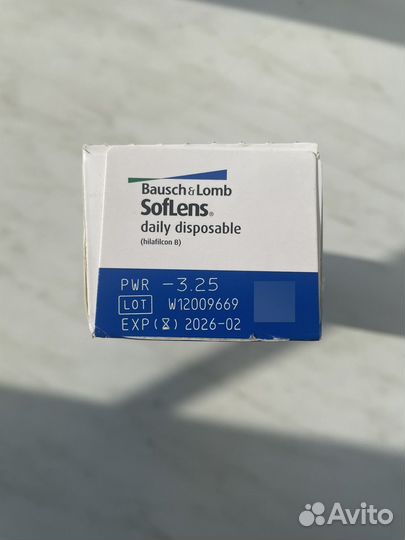 Bausch & Lomb
SofLens®
daily disposable
(hilafilcon B)
PWR -3.25
LOT W12009669
EXP (⌛) 2026-02
Avito